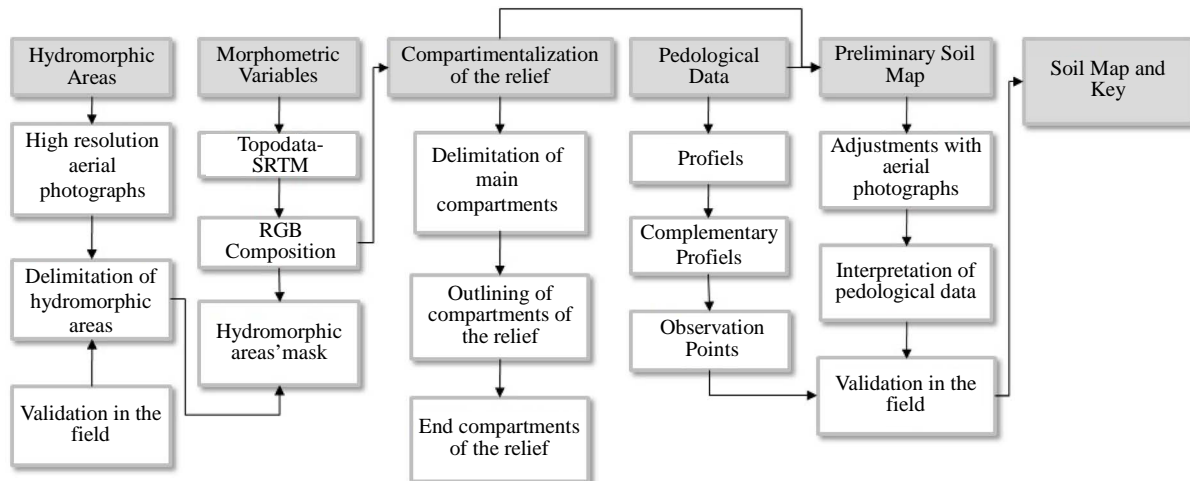 Hydromorphic
Areas
High resolution
aerial
photographs
Delimitation of
hydromorphic
areas
Validation in the
field
Morphometric
Variables
Topodata-
SRTM
RGB
Composition
Hydromorphic
areas’mask
Compartimentalization
of the relief
Delimitation of
main
compartments
Outlining of
compartments of
the relief
End compartments
of the relief
Pedological
Data
Profiels
Complementary
Profiels
Observation
Points
Preliminary Soil
Map
Adjustments with
aerial
photographs
Interpretation of
pedological data
Validation in the
field
Soil Map and
Key